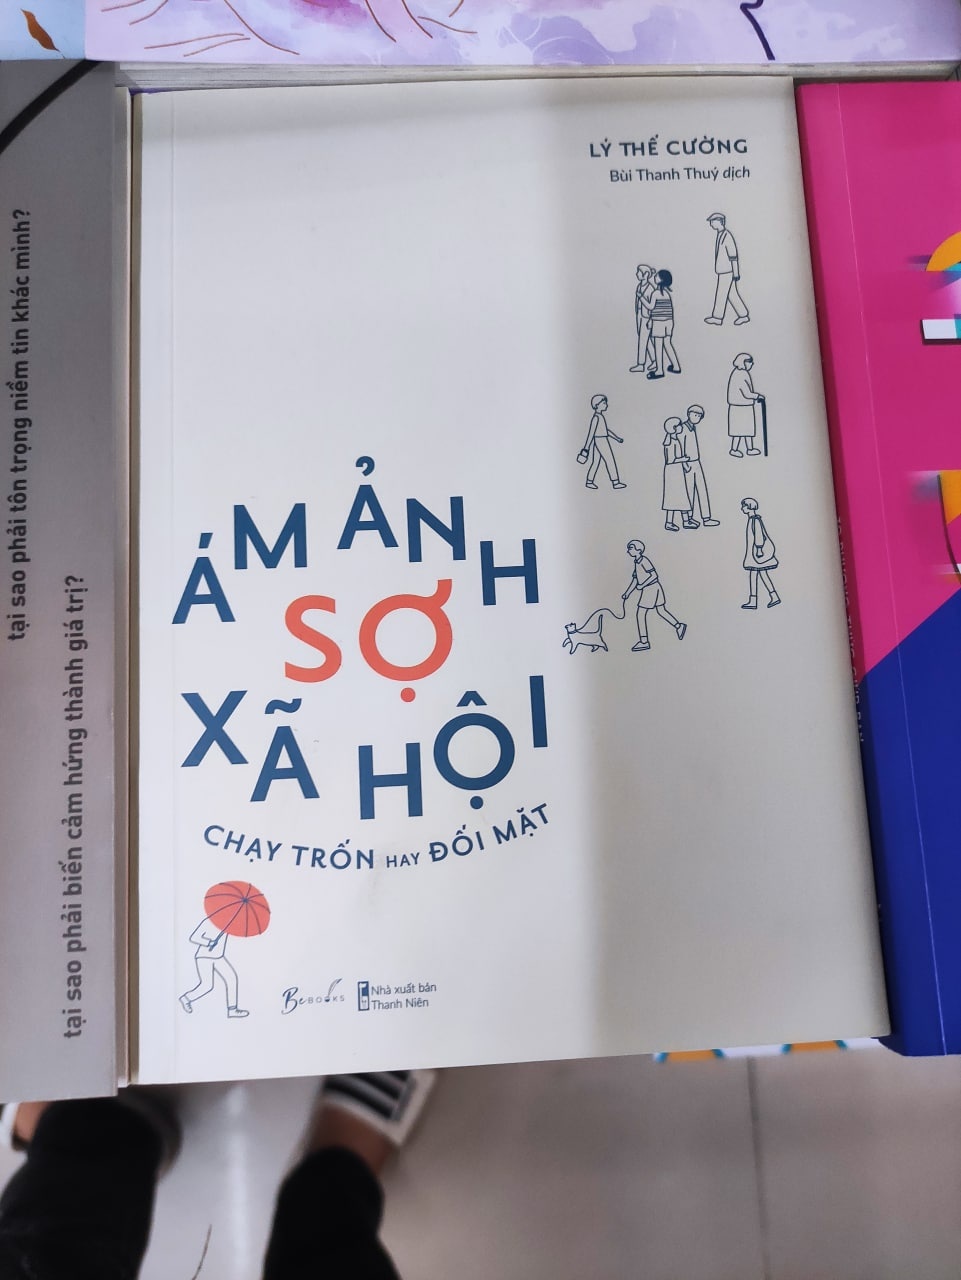 tại sao phải tôn trọng niềm tin khác mình?
tại sao phải biến cảm hứng thành giá trị?
LÝ THẾ CƯỜNG
Bùi Thanh Thuỷ dịch
ÁM ẢNH
SỢ
XÃ HỘI
CHẠY TRỐN HAY ĐỐI MẶT
BeBOOKS
Nhà xuất bản
Thanh Niên